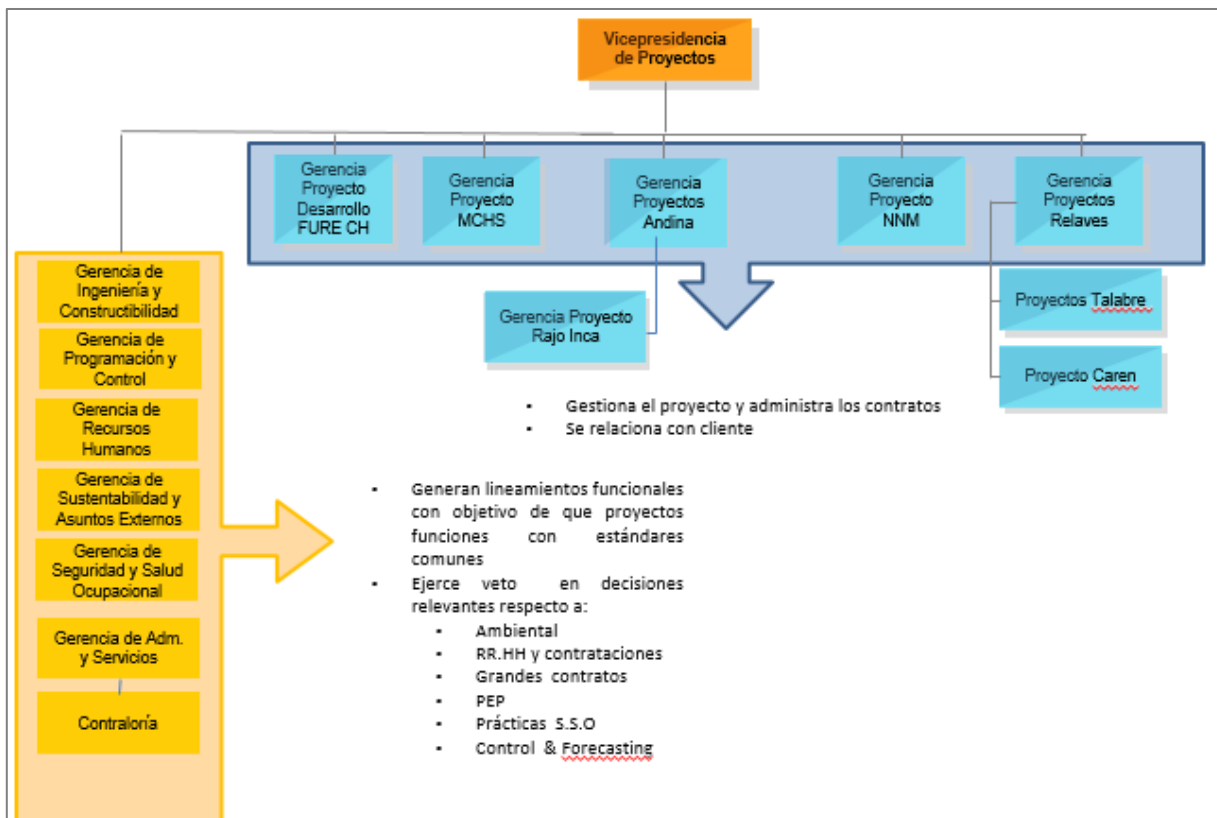 Vicepresidencia
de Proyectos
Gerencia
Proyecto
Desarrollo
FURE CH
Gerencia
Proyecto
MCHS
Gerencia
Proyectos
Andina
Gerencia
Proyecto
NNM
Gerencia
Proyectos
Relaves
Gerencia Proyecto
Rajo Inca
Proyectos Talabre
Proyecto Caren
Gerencia de
Ingeniería y
Constructibilidad
Gerencia de
Programación y
Control
Gerencia de
Recursos
Humanos
Gerencia de
Sustentabilidad y
Asuntos Externos
Gerencia de
Seguridad y Salud
Ocupacional
Gerencia de Adm.
y Servicios
Contraloría
▪ Gestiona el proyecto y administra los contratos
▪ Se relaciona con cliente
▪ Generan lineamientos funcionales
con objetivo de que proyectos
funciones con estándares
comunes
▪ Ejerce veto en decisiones
relevantes respecto a:
▪ Ambiental
▪ RR.HH y contrataciones
▪ Grandes contratos
▪ PEP
▪ Prácticas S.S.O
▪ Control & Forecasting